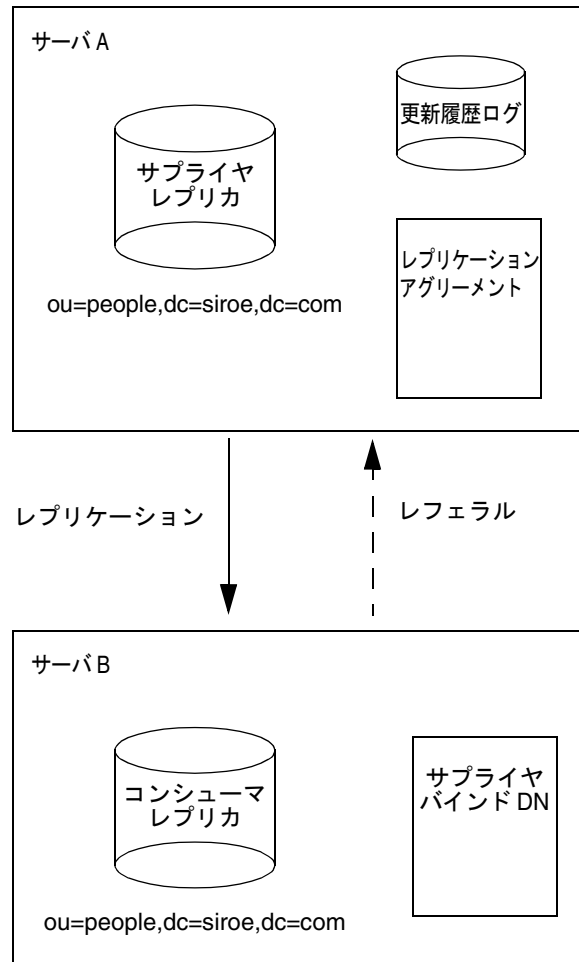 サーバ A
更新履歴ログ
サプライヤ
レプリカ
レプリケーション
アグリーメント
ou=people,dc=siroe,dc=com
レプリケーション
レフェラル
サーバ B
コンシューマ
レプリカ
サプライヤ
バインド DN
ou=people,dc=siroe,dc=com